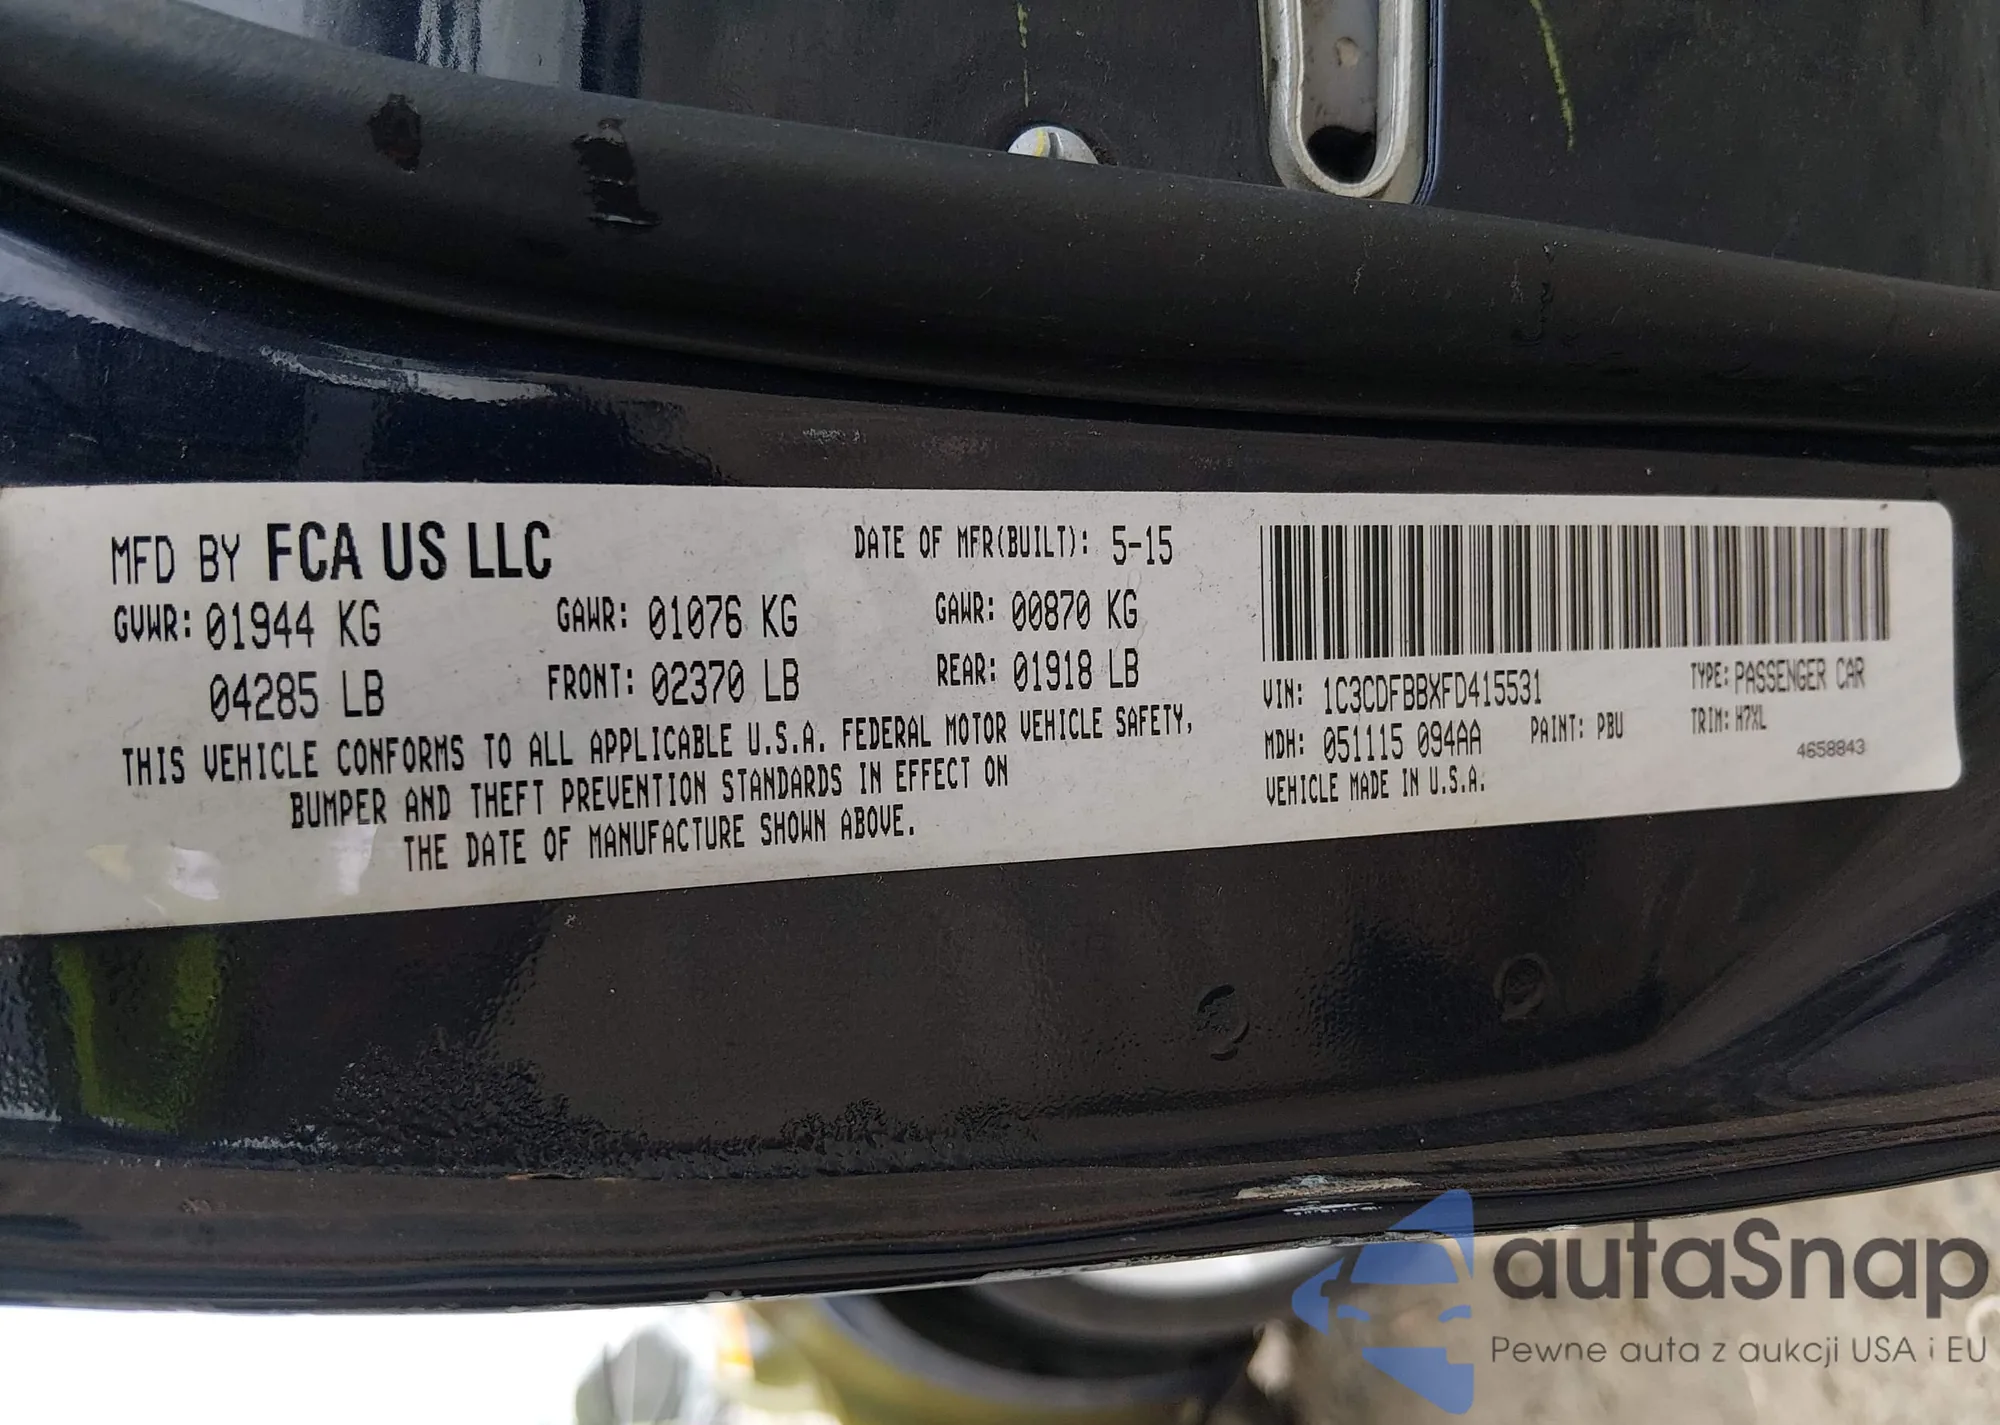 MFD BY FCA US LLC
DATE OF MFR(BUILT): 5-15
GVWR: 01944 KG
04285 LB
GAWR: 01076 KG
FRONT: 02370 LB
GAWR: 00870 KG
REAR: 01918 LB
THIS VEHICLE CONFORMS TO ALL APPLICABLE U.S.A. FEDERAL MOTOR VEHICLE SAFETY,
BUMPER AND THEFT PREVENTION STANDARDS IN EFFECT ON
THE DATE OF MANUFACTURE SHOWN ABOVE.
VIN: 1C3CDFBBXFD415531
TYPE: PASSENGER CAR
MDH: 051115 094AA
PAINT: PBU
TRIM: H7XL
VEHICLE MADE IN U.S.A.
4658843
autaSnap
Pewne auta z aukcji USA i EU